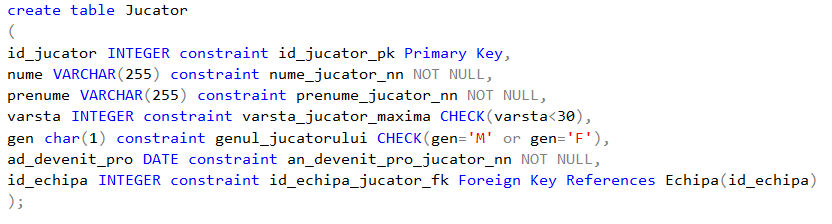 create table Jucator
(
id_jucator INTEGER constraint id_jucator_pk Primary Key,
nume VARCHAR(255) constraint nume_jucator_nn NOT NULL,
prenume VARCHAR(255) constraint prenume_jucator_nn NOT NULL,
varsta INTEGER constraint varsta_jucator_maxima CHECK(varsta<30),
gen char(1) constraint genul_jucatorului CHECK(gen='M' or gen='F'),
ad_devenit_pro DATE constraint an_devenit_pro_jucator_nn NOT NULL,
id_echipa INTEGER constraint id_echipa_jucator_fk Foreign Key References Echipa(id_echipa)
);